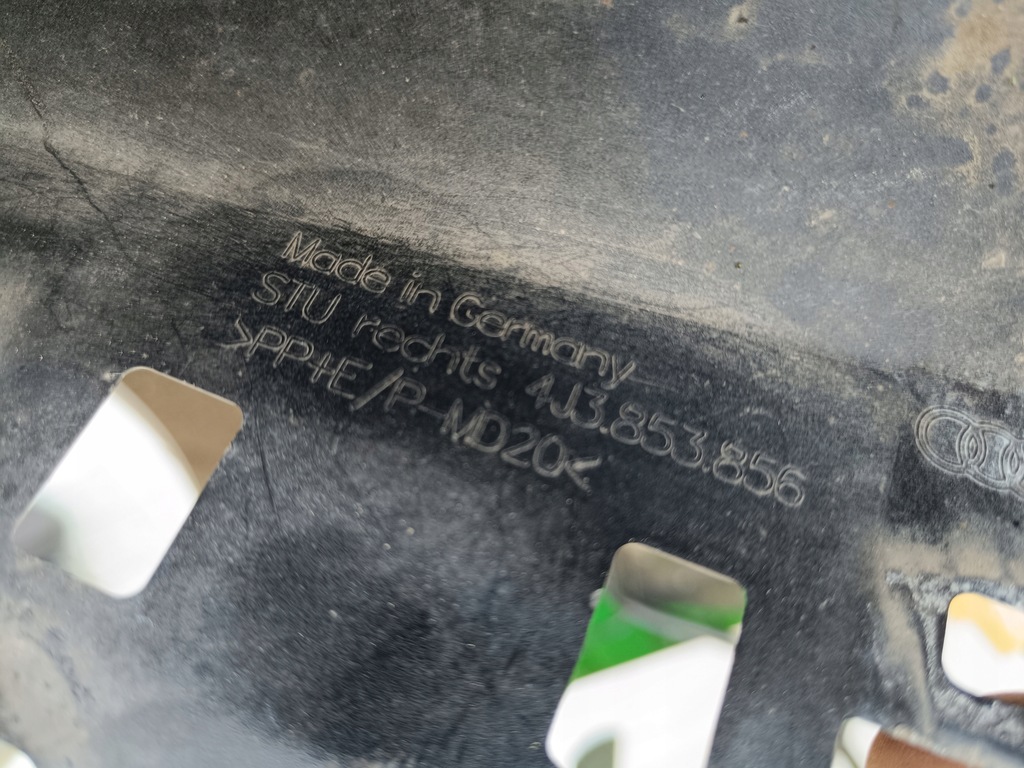 Made in Germany
STU rechts 4J3.853.856
>PP+E/P-MD20<